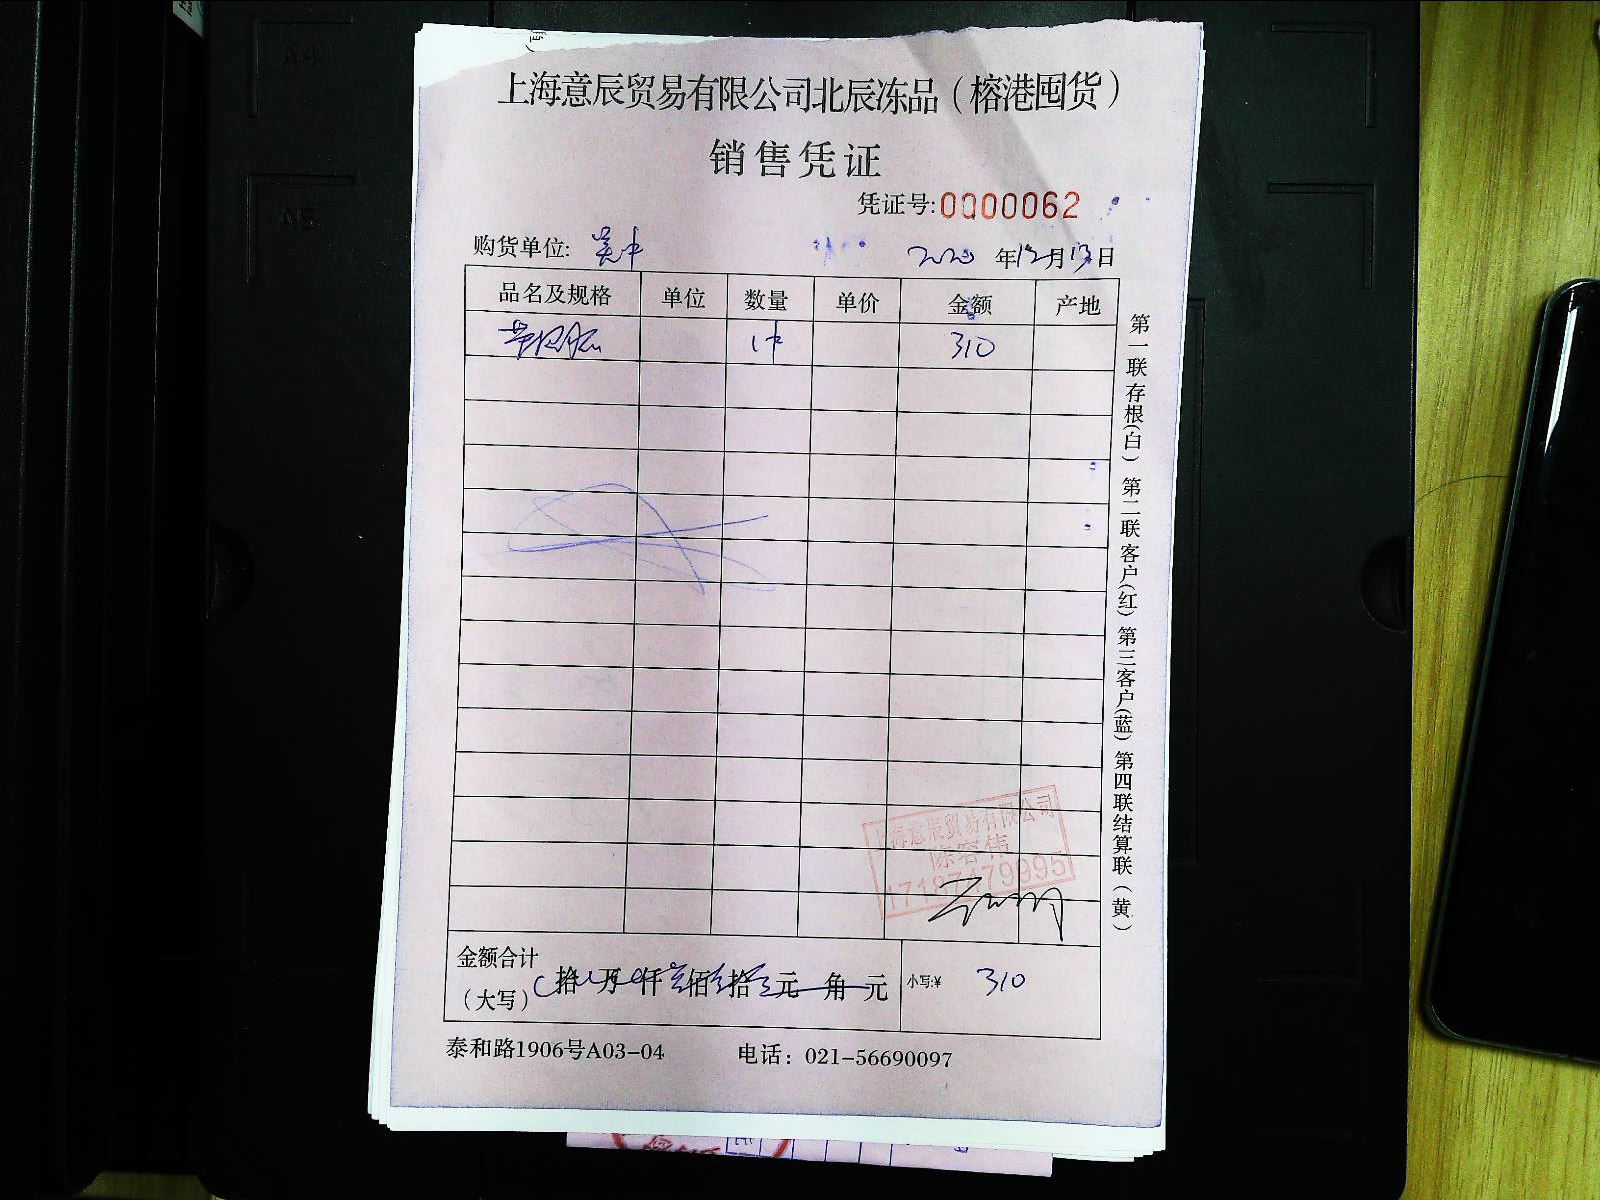 上海意辰贸易有限公司北辰冻品（榕港囤货）
销售凭证
凭证号:0000062
购货单位: 吴中 2020 年12月13日
品名及规格 单位 数量 单价 金额 产地
1件 310
第一联存根(白) 第二联客户(红) 第三客户(蓝) 第四联结算联(黄)
上海意辰贸易有限公司
17187479995
金额合计
（大写） 拾 万 仟 佰 拾 元 角 元 小写:¥ 310
泰和路1906号A03-04 电话：021-56690097